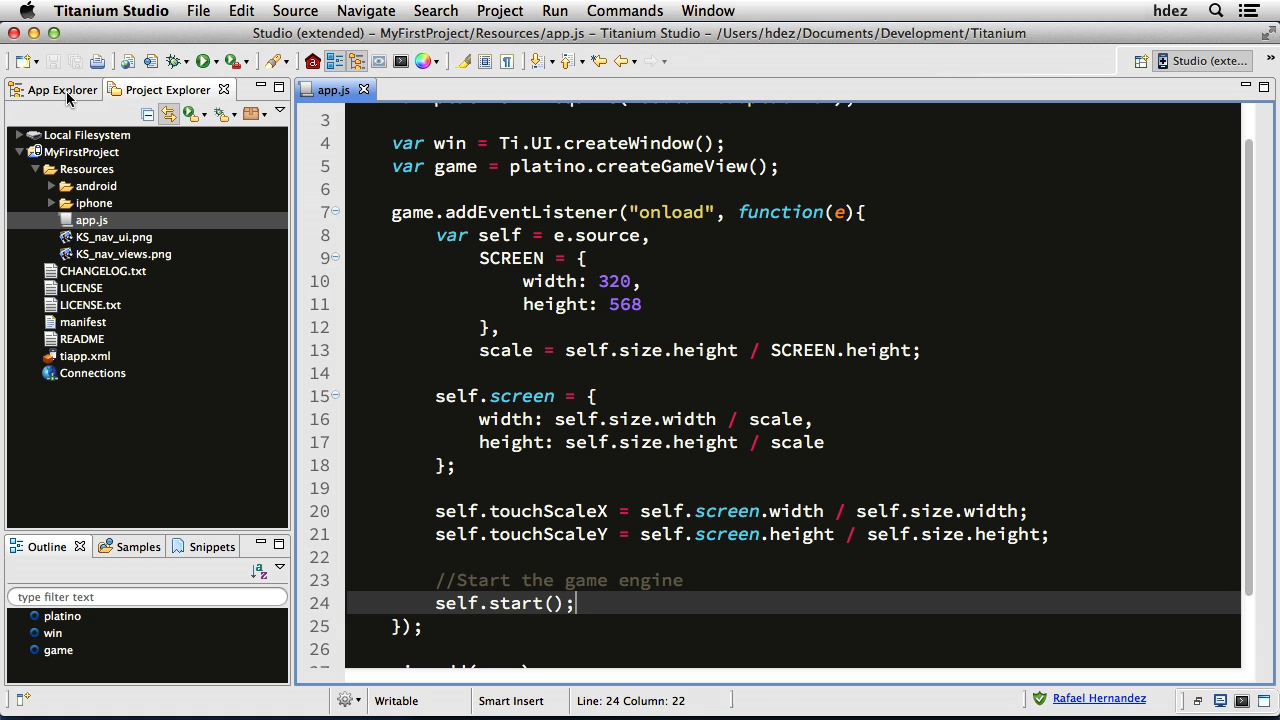 Titanium Studio File Edit Source Navigate Search Project Run Commands Window hdez
Studio (extended) - MyFirstProject/Resources/app.js - Titanium Studio - /Users/hdez/Documents/Development/Titanium
Studio (exte...
App Explorer Project Explorer
Local Filesystem
MyFirstProject
Resources
android
iphone
app.js
KS_nav_ui.png
KS_nav_views.png
CHANGELOG.txt
LICENSE
LICENSE.txt
manifest
README
tiapp.xml
Connections
Outline Samples Snippets
type filter text
platino
win
game
app.js
3
4 var win = Ti.UI.createWindow();
5 var game = platino.createGameView();
6
7 game.addEventListener("onload", function(e){
8 var self = e.source,
9 SCREEN = {
10 width: 320,
11 height: 568
12 },
13 scale = self.size.height / SCREEN.height;
14
15 self.screen = {
16 width: self.size.width / scale,
17 height: self.size.height / scale
18 };
19
20 self.touchScaleX = self.screen.width / self.size.width;
21 self.touchScaleY = self.screen.height / self.size.height;
22
23 //Start the game engine
24 self.start();
25 });
26
Writable Smart Insert Line: 24 Column: 22 Rafael Hernandez